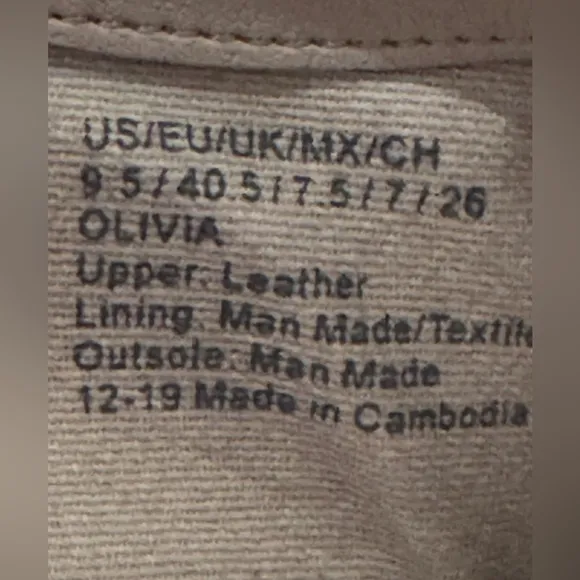 US/EU/UK/MX/CH
9.5/40.5/7.5/7/26
OLIVIA
Upper: Leather
Lining: Man Made/Textile
Outsole: Man Made
12-19 Made in Cambodia